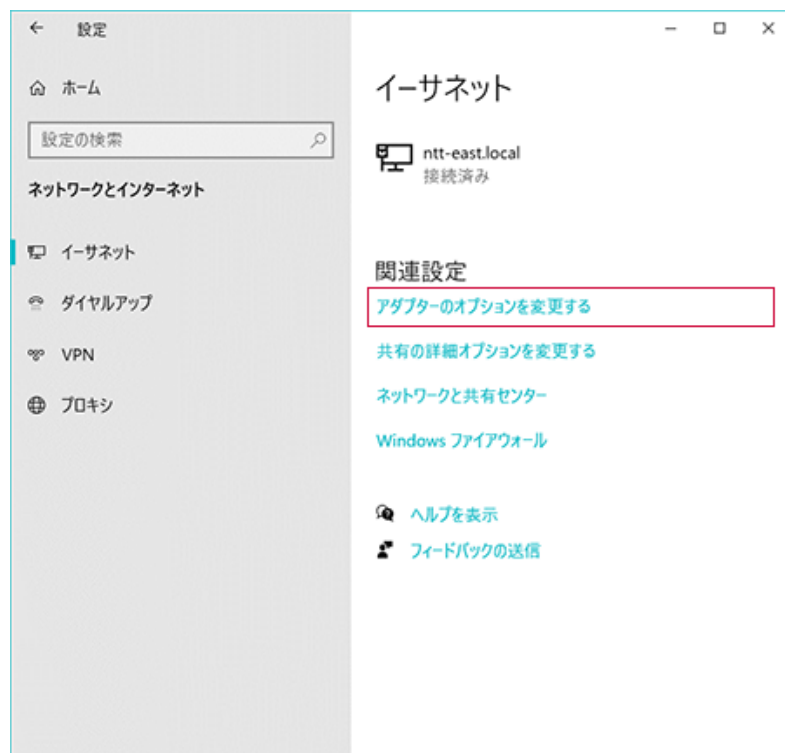 設定
ホーム
設定の検索
ネットワークとインターネット
イーサネット
ダイヤルアップ
VPN
プロキシ
イーサネット
ntt-east.local
接続済み
関連設定
アダプターのオプションを変更する
共有の詳細オプションを変更する
ネットワークと共有センター
Windows ファイアウォール
ヘルプを表示
フィードバックの送信